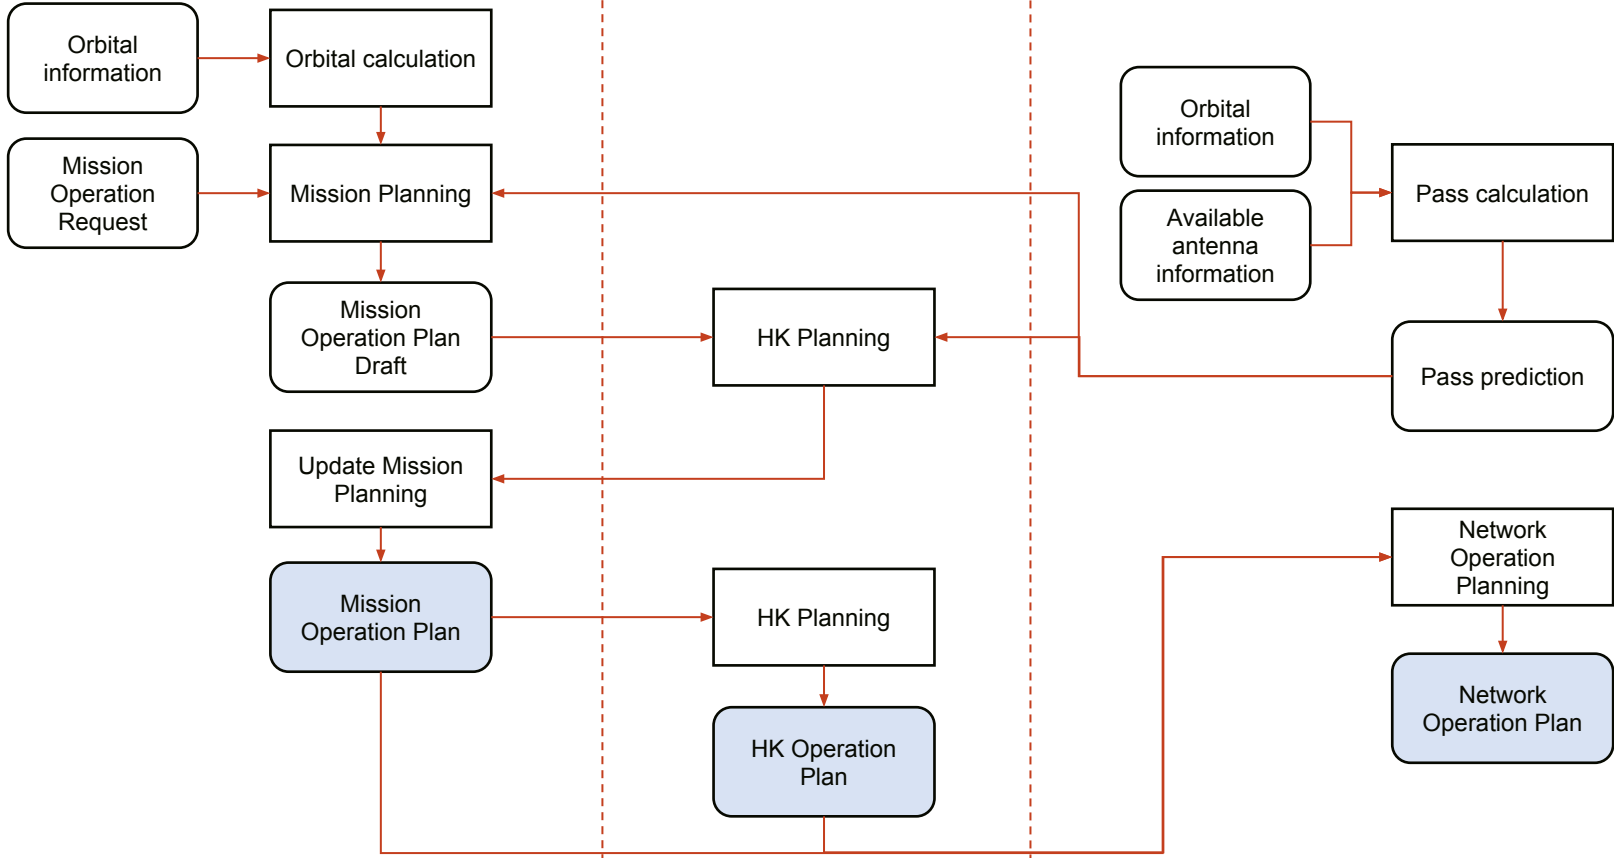 Orbital
information
Orbital calculation
Mission
Operation
Request
Mission Planning
Mission
Operation Plan
Draft
Update Mission
Planning
Mission
Operation Plan
HK Planning
HK Planning
HK Operation
Plan
Orbital
information
Available
antenna
information
Pass calculation
Pass prediction
Network
Operation
Planning
Network
Operation Plan